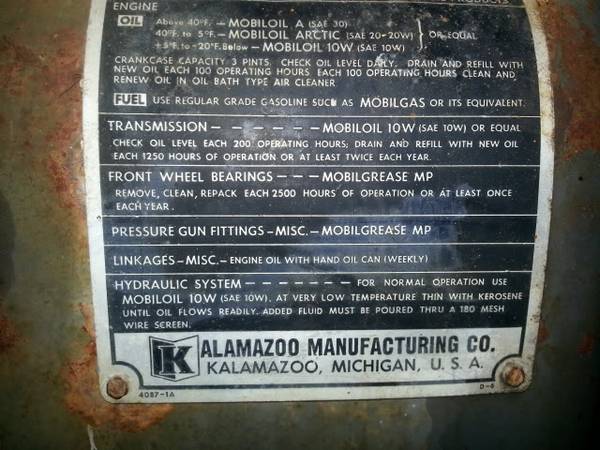 PRODUCTS
ENGINE
OIL Above 40°F. – MOBILOIL A (SAE 30)
40°F. to 5°F – MOBILOIL ARCTIC (SAE 20–20W) } OR EQUAL
+5°F to –20°F. Below – MOBILOIL 10W (SAE 10W)
CRANKCASE CAPACITY 3 PINTS. CHECK OIL LEVEL DAILY. DRAIN AND REFILL WITH
NEW OIL EACH 100 OPERATING HOURS EACH 100 OPERATING HOURS CLEAN AND
RENEW OIL IN OIL BATH TYPE AIR CLEANER
FUEL USE REGULAR GRADE GASOLINE SUCH AS MOBILGAS OR ITS EQUIVALENT.
TRANSMISSION – – – – – – MOBILOIL 10W (SAE 10W) OR EQUAL
CHECK OIL LEVEL EACH 200 OPERATING HOURS; DRAIN AND REFILL WITH NEW OIL
EACH 1250 HOURS OF OPERATION OR AT LEAST TWICE EACH YEAR.
FRONT WHEEL BEARINGS – – – MOBILGREASE MP
REMOVE, CLEAN, REPACK EACH 2500 HOURS OF OPERATION OR AT LEAST ONCE
EACH YEAR.
PRESSURE GUN FITTINGS – MISC. – MOBILGREASE MP
LINKAGES – MISC. – ENGINE OIL WITH HAND OIL CAN (WEEKLY)
HYDRAULIC SYSTEM – – – – – – – FOR NORMAL OPERATION USE
MOBILOIL 10W (SAE 10W). AT VERY LOW TEMPERATURE THIN WITH KEROSENE
UNTIL OIL FLOWS READILY. ADDED FLUID MUST BE POURED THRU A 180 MESH
WIRE SCREEN.
KALAMAZOO MANUFACTURING CO.
KALAMAZOO, MICHIGAN, U. S. A.
4087-1A D-6